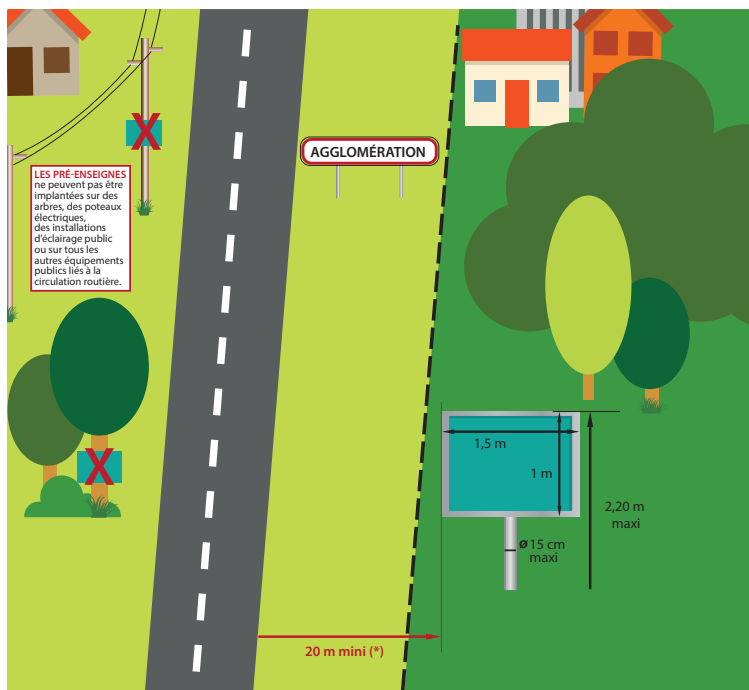 AGGLOMÉRATION
LES PRÉ-ENSEIGNES
ne peuvent pas être
implantées sur des
arbres, des poteaux
électriques,
des installations
d'éclairage public
ou sur tous les
autres équipements
publics liés à la
circulation routière.
1,5 m
1 m
2,20 m
maxi
ø 15 cm
maxi
20 m mini (*)